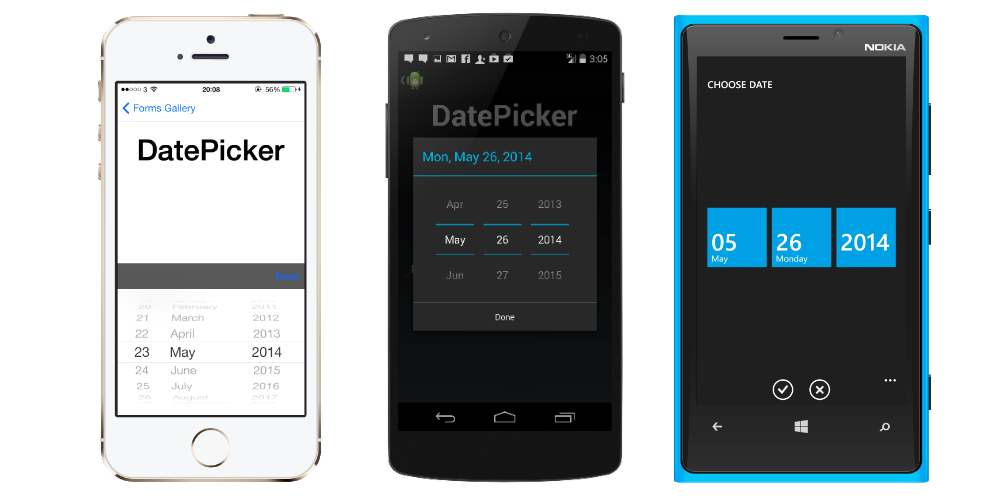 3 20:08 56%
Forms Gallery
DatePicker
Done
20 February 2011
21 March 2012
22 April 2013
23 May 2014
24 June 2015
25 July 2016
26 August 2017
3G 3:05
DatePicker
Mon, May 26, 2014
Apr 25 2013
May 26 2014
Jun 27 2015
Done
NOKIA
CHOOSE DATE
05 26 2014
May Monday